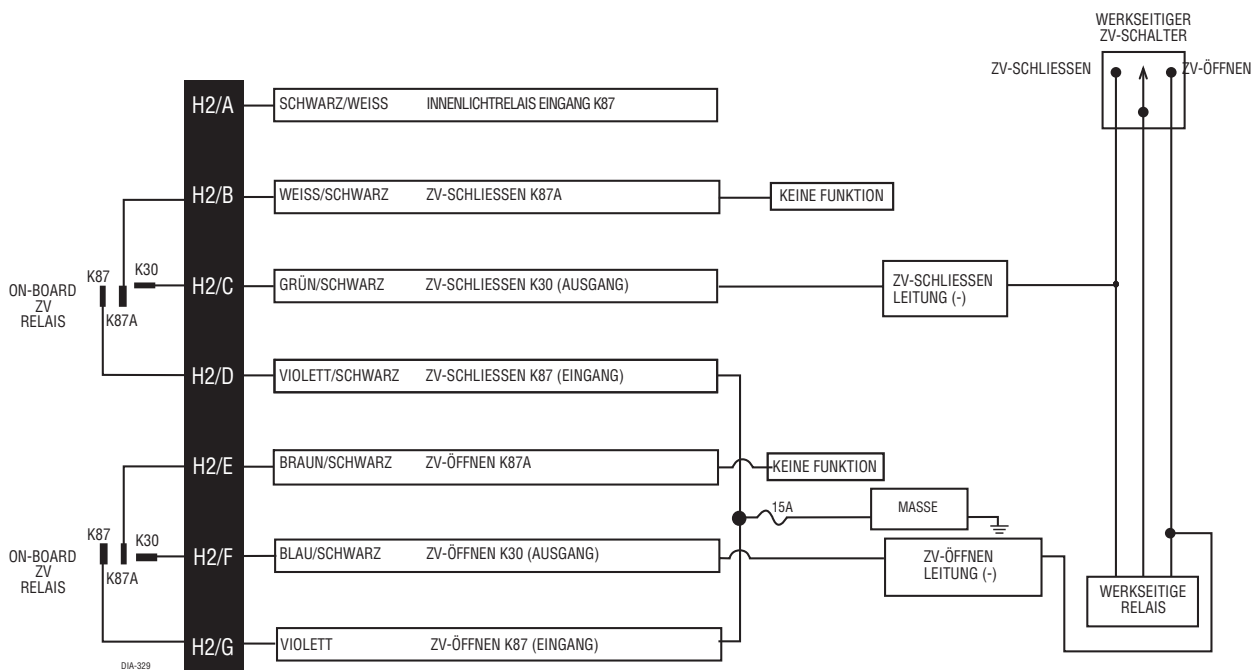 WERKSEITIGER
ZV-SCHALTER
ZV-SCHLIESSEN
ZV-ÖFFNEN
H2/A
SCHWARZ/WEISS INNENLICHTRELAIS EINGANG K87
H2/B
WEISS/SCHWARZ ZV-SCHLIESSEN K87A
KEINE FUNKTION
K87
K30
K87A
ON-BOARD
ZV
RELAIS
H2/C
GRÜN/SCHWARZ ZV-SCHLIESSEN K30 (AUSGANG)
ZV-SCHLIESSEN
LEITUNG (-)
H2/D
VIOLETT/SCHWARZ ZV-SCHLIESSEN K87 (EINGANG)
H2/E
BRAUN/SCHWARZ ZV-ÖFFNEN K87A
KEINE FUNKTION
15A
MASSE
K87
K30
K87A
ON-BOARD
ZV
RELAIS
H2/F
BLAU/SCHWARZ ZV-ÖFFNEN K30 (AUSGANG)
ZV-ÖFFNEN
LEITUNG (-)
WERKSEITIGE
RELAIS
H2/G
VIOLETT ZV-ÖFFNEN K87 (EINGANG)
DIA-329